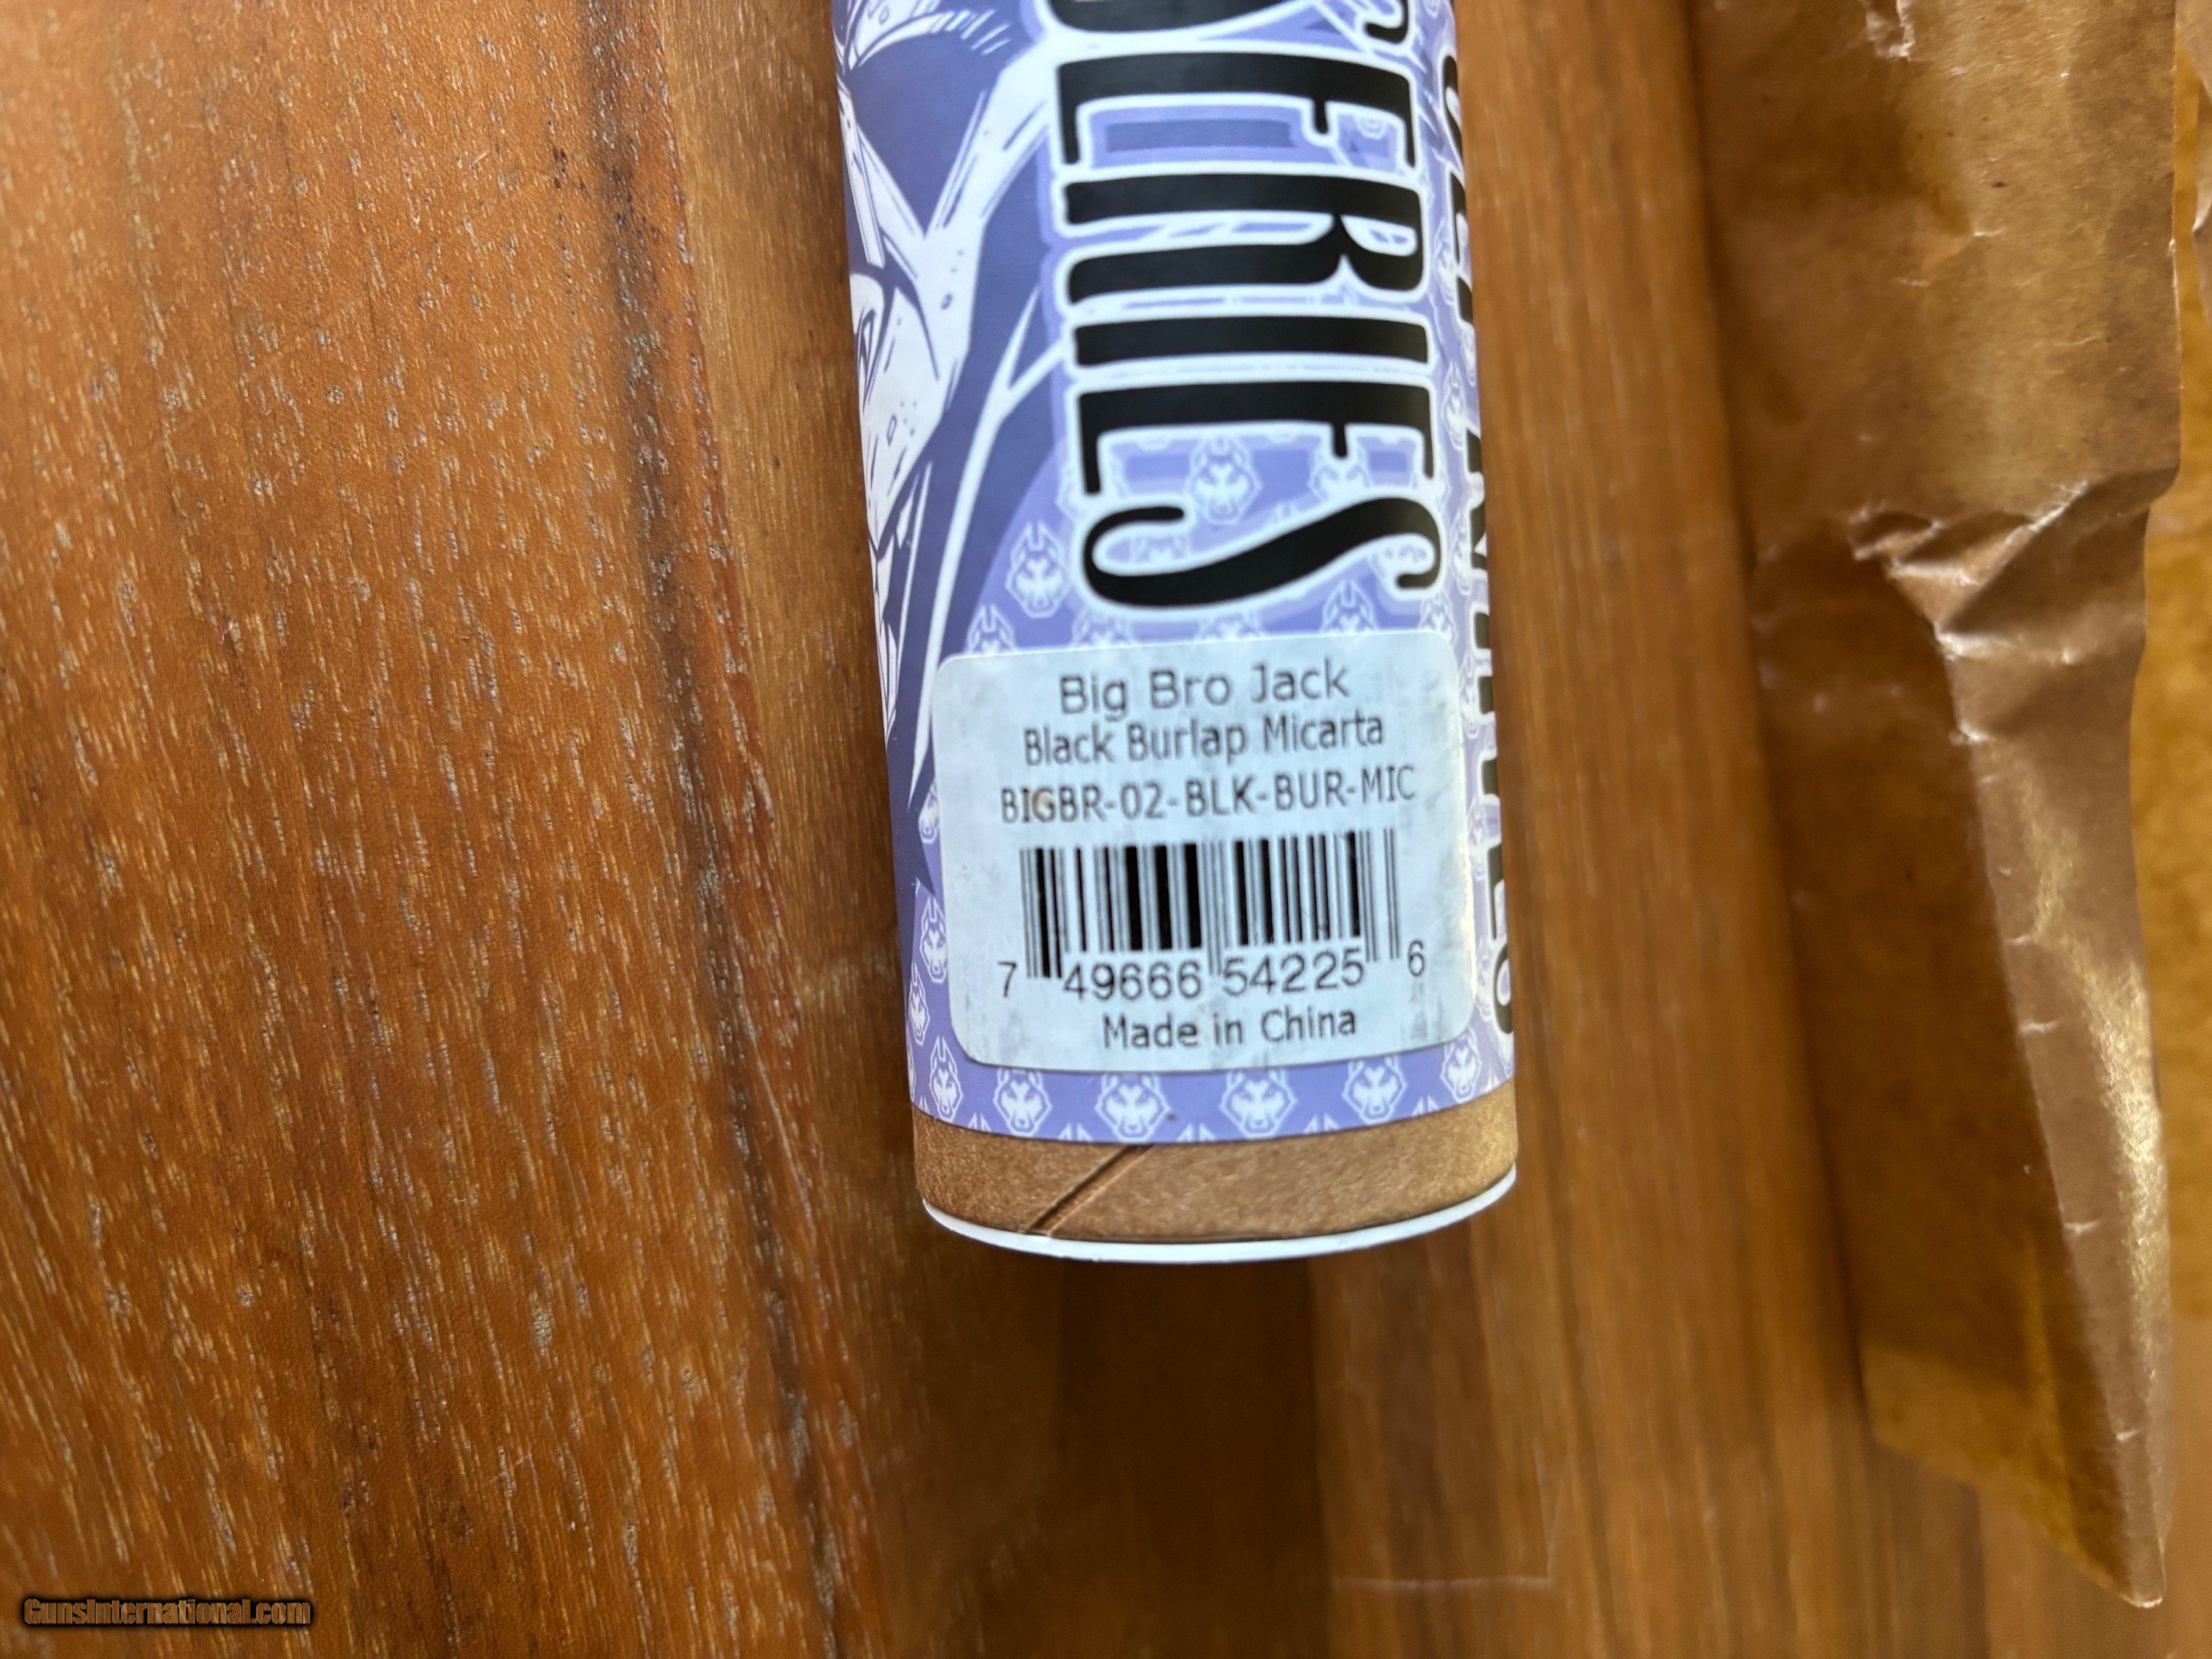 SERIES
Big Bro Jack
Black Burlap Micarta
BIGBR-02-BLK-BUR-MIC
7 49666 54225 6
Made in China
GunsInternational.com